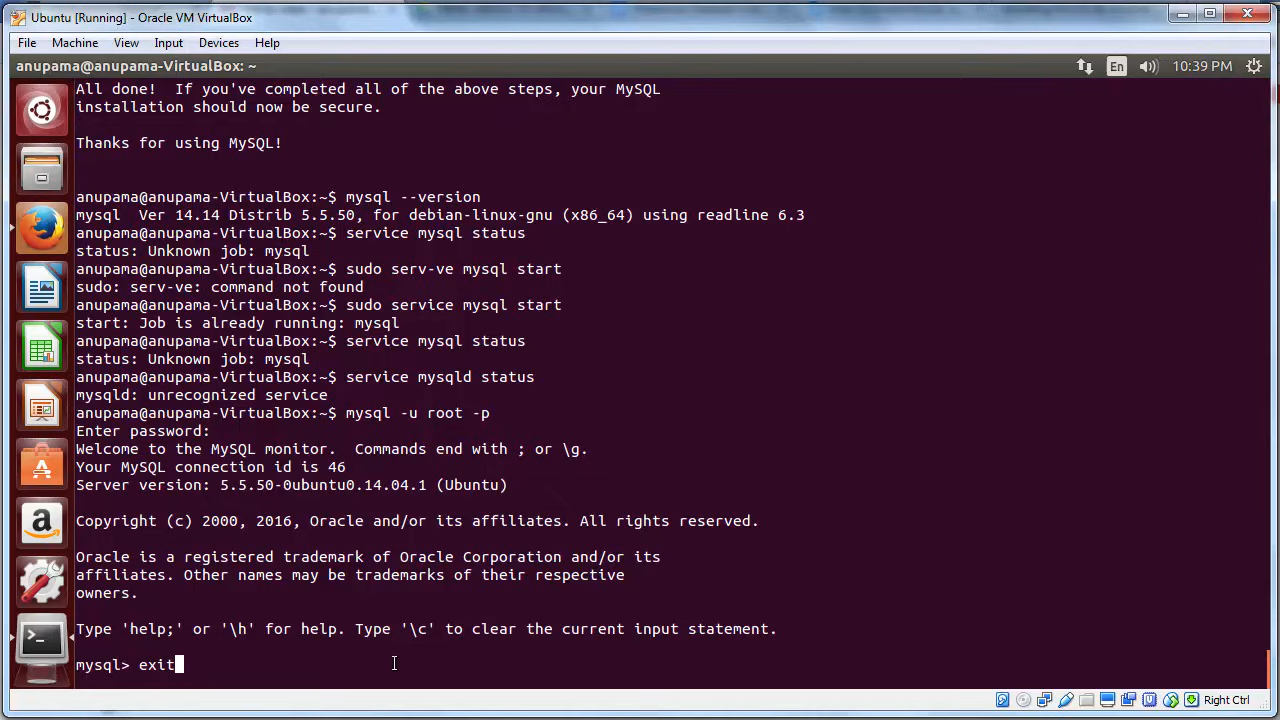 Ubuntu [Running] - Oracle VM VirtualBox
File Machine View Input Devices Help
anupama@anupama-VirtualBox: ~
En
10:39 PM
All done!  If you've completed all of the above steps, your MySQL
installation should now be secure.
Thanks for using MySQL!
anupama@anupama-VirtualBox:~$ mysql --version
mysql  Ver 14.14 Distrib 5.5.50, for debian-linux-gnu (x86_64) using readline 6.3
anupama@anupama-VirtualBox:~$ service mysql status
status: Unknown job: mysql
anupama@anupama-VirtualBox:~$ sudo serv-ve mysql start
sudo: serv-ve: command not found
anupama@anupama-VirtualBox:~$ sudo service mysql start
start: Job is already running: mysql
anupama@anupama-VirtualBox:~$ service mysql status
status: Unknown job: mysql
anupama@anupama-VirtualBox:~$ service mysqld status
mysqld: unrecognized service
anupama@anupama-VirtualBox:~$ mysql -u root -p
Enter password:
Welcome to the MySQL monitor.  Commands end with ; or \g.
Your MySQL connection id is 46
Server version: 5.5.50-0ubuntu0.14.04.1 (Ubuntu)
Copyright (c) 2000, 2016, Oracle and/or its affiliates. All rights reserved.
Oracle is a registered trademark of Oracle Corporation and/or its
affiliates. Other names may be trademarks of their respective
owners.
Type 'help;' or '\h' for help. Type '\c' to clear the current input statement.
mysql> exit
Right Ctrl